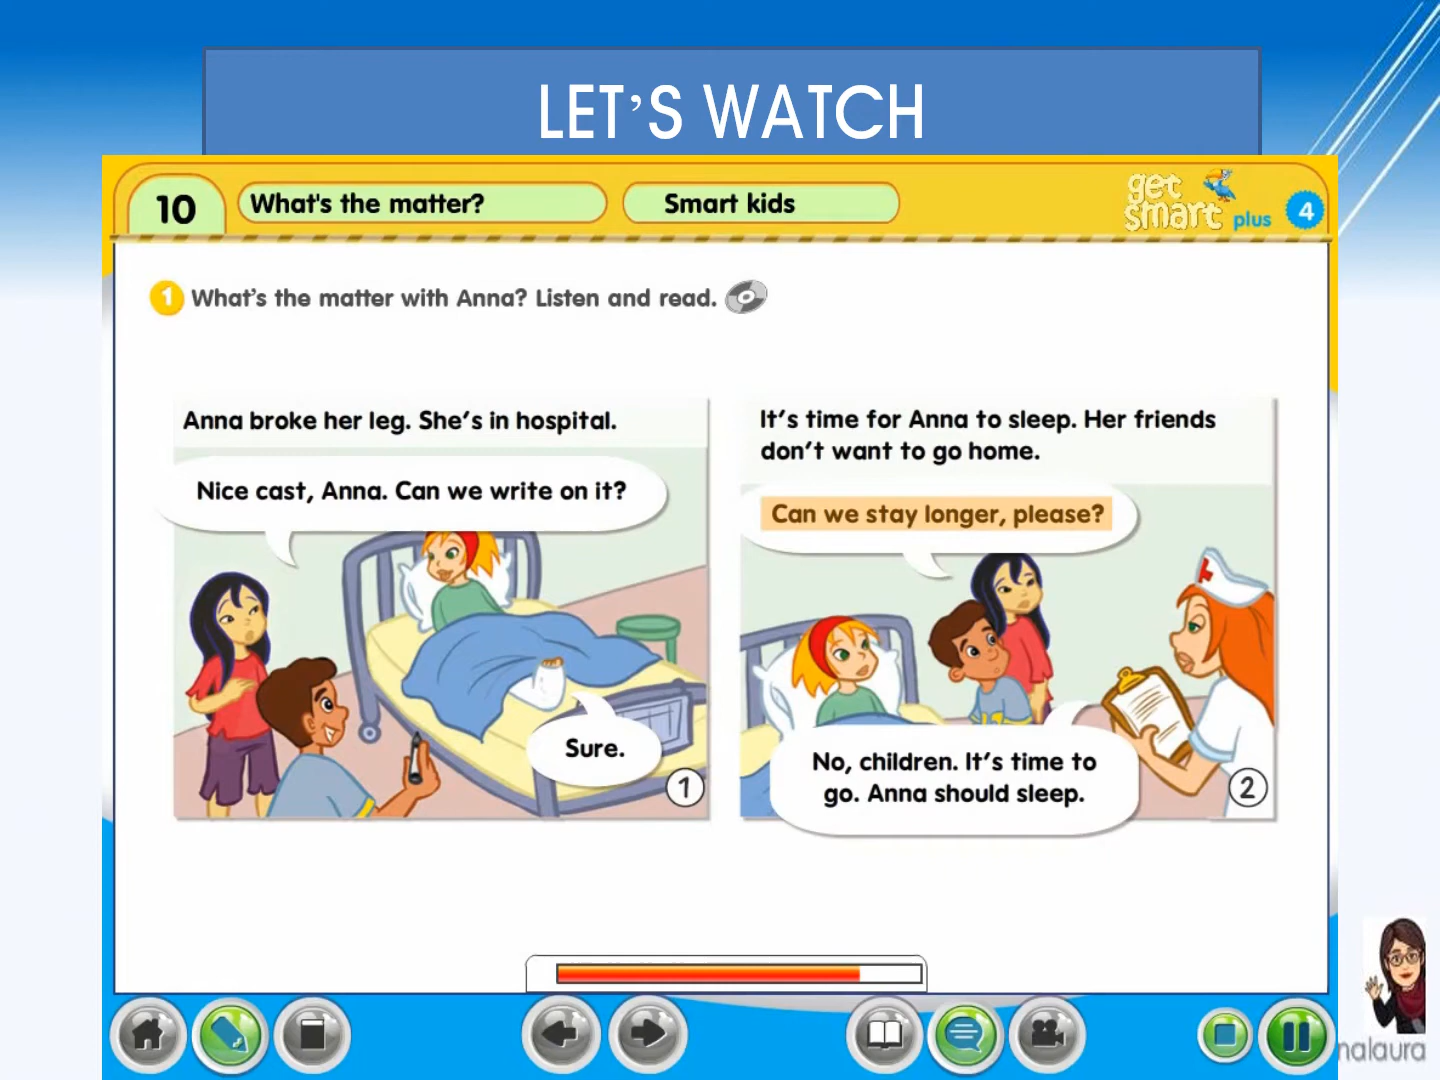 LET'S WATCH
10
What's the matter?
Smart kids
get
smart plus 4
1 What's the matter with Anna? Listen and read.
Anna broke her leg. She's in hospital.
Nice cast, Anna. Can we write on it?
Sure.
1
It's time for Anna to sleep. Her friends
don't want to go home.
Can we stay longer, please?
No, children. It's time to
go. Anna should sleep.
2
nalaura